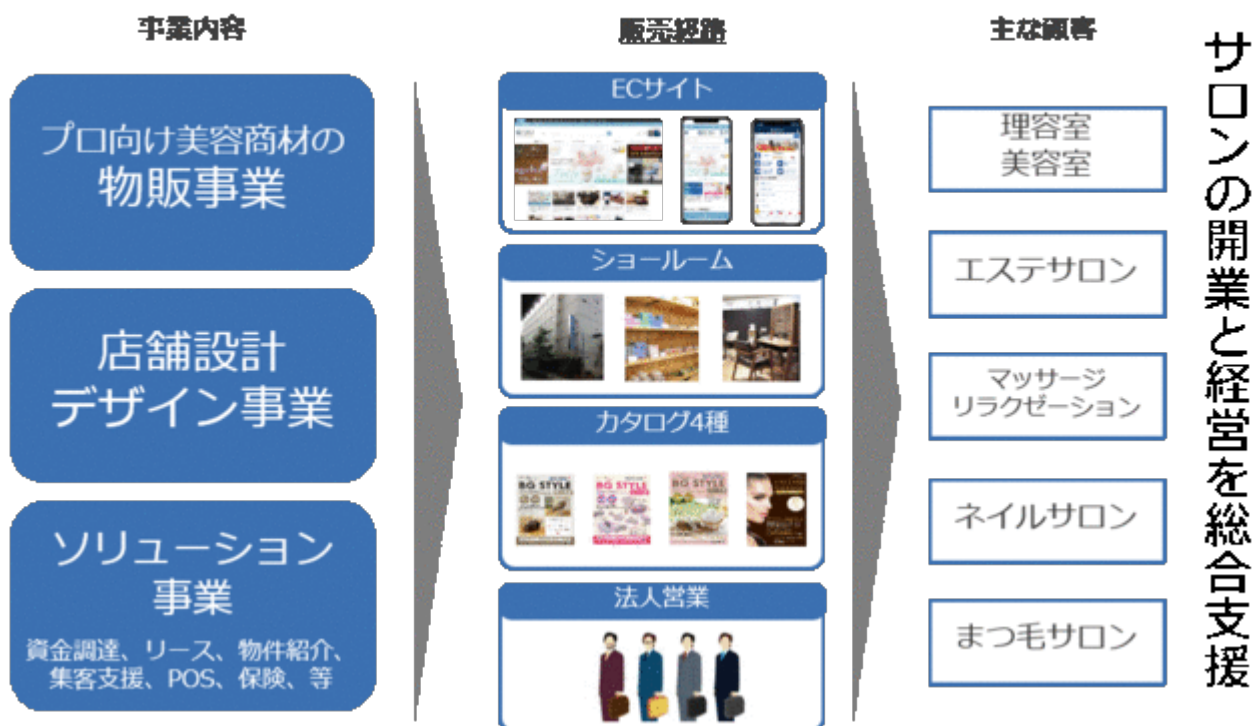 事業内容
プロ向け美容商材の
物販事業
店舗設計
デザイン事業
ソリューション
事業
資金調達、リース、物件紹介、
集客支援、POS、保険、等
販売経路
ECサイト
ショールーム
カタログ4種
BG STYLE
BG STYLE
BG STYLE
法人営業
主な顧客
理容室
美容室
エステサロン
マッサージ
リラクゼーション
ネイルサロン
まつ毛サロン
サロンの開業と経営を総合支援